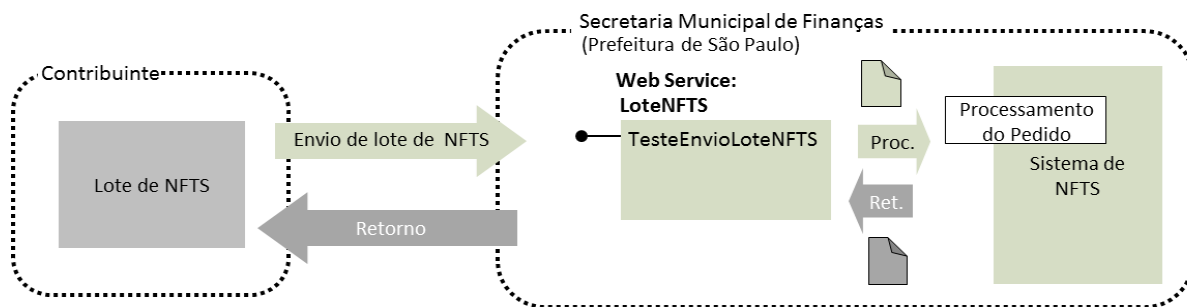 Secretaria Municipal de Finanças
(Prefeitura de São Paulo)
Contribuinte
Web Service:
LoteNFTS
Envio de lote de NFTS
TesteEnvioLoteNFTS
Proc.
Processamento
do Pedido
Lote de NFTS
Sistema de
NFTS
Ret.
Retorno